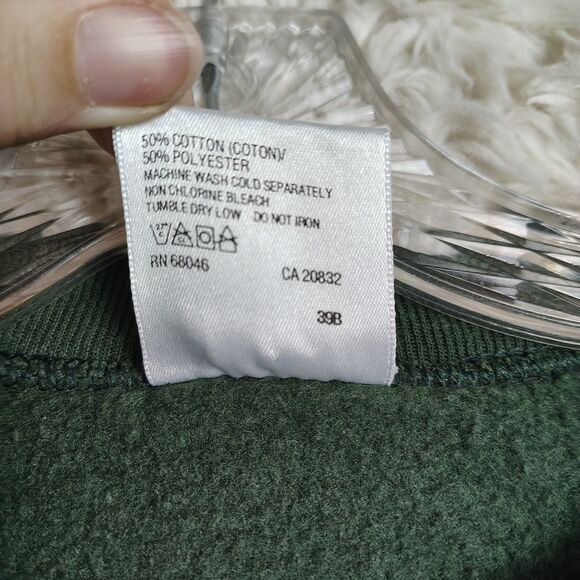 50% COTTON (COTON)/
50% POLYESTER
MACHINE WASH COLD SEPARATELY
NON CHLORINE BLEACH
TUMBLE DRY LOW DO NOT IRON
RN 68046 CA 20832
39B